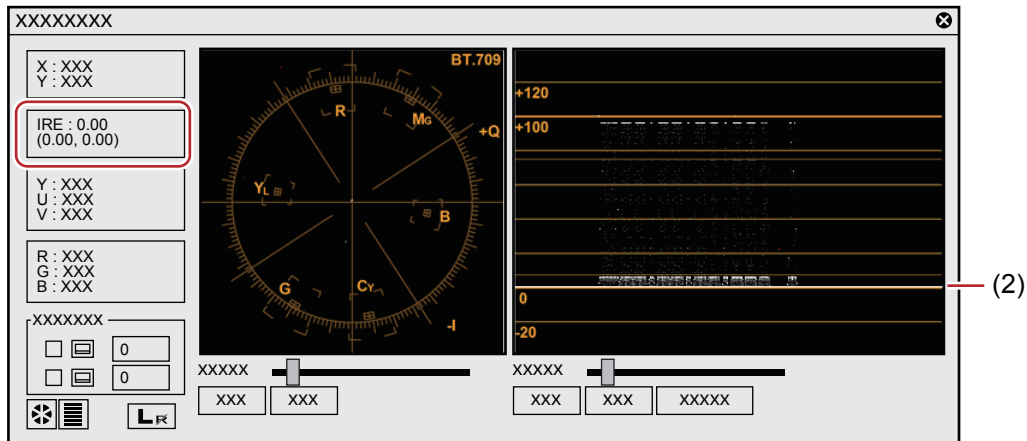 XXXXXXXX
X : XXX
Y : XXX
IRE : 0.00
(0.00, 0.00)
Y : XXX
U : XXX
V : XXX
R : XXX
G : XXX
B : XXX
XXXXXXX
0
0
L R
BT.709
R
MG
+Q
YL
B
G
CY
-I
XXXXX
XXX
XXX
+120
+100
0
-20
XXXXX
XXX
XXX
XXXXX
(2)